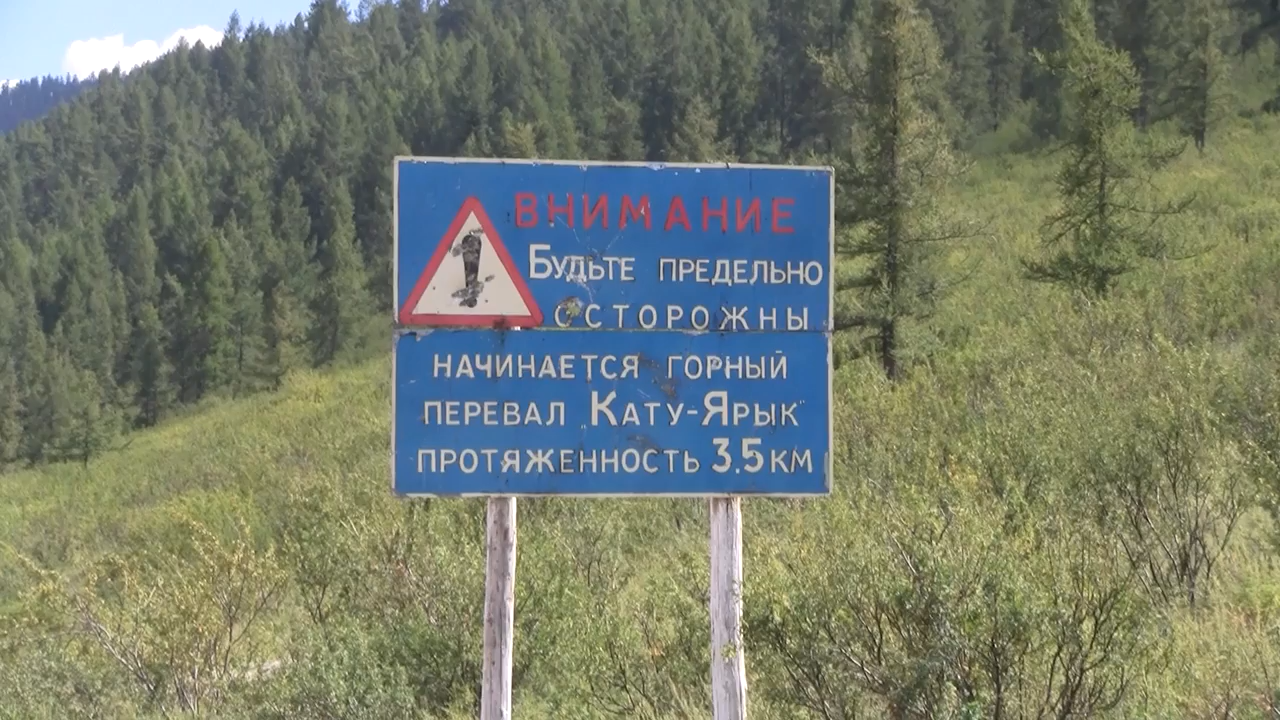 ВНИМАНИЕ
Будьте предельно
осторожны
начинается горный
перевал „Кату-Ярык"
протяженность 3.5 км